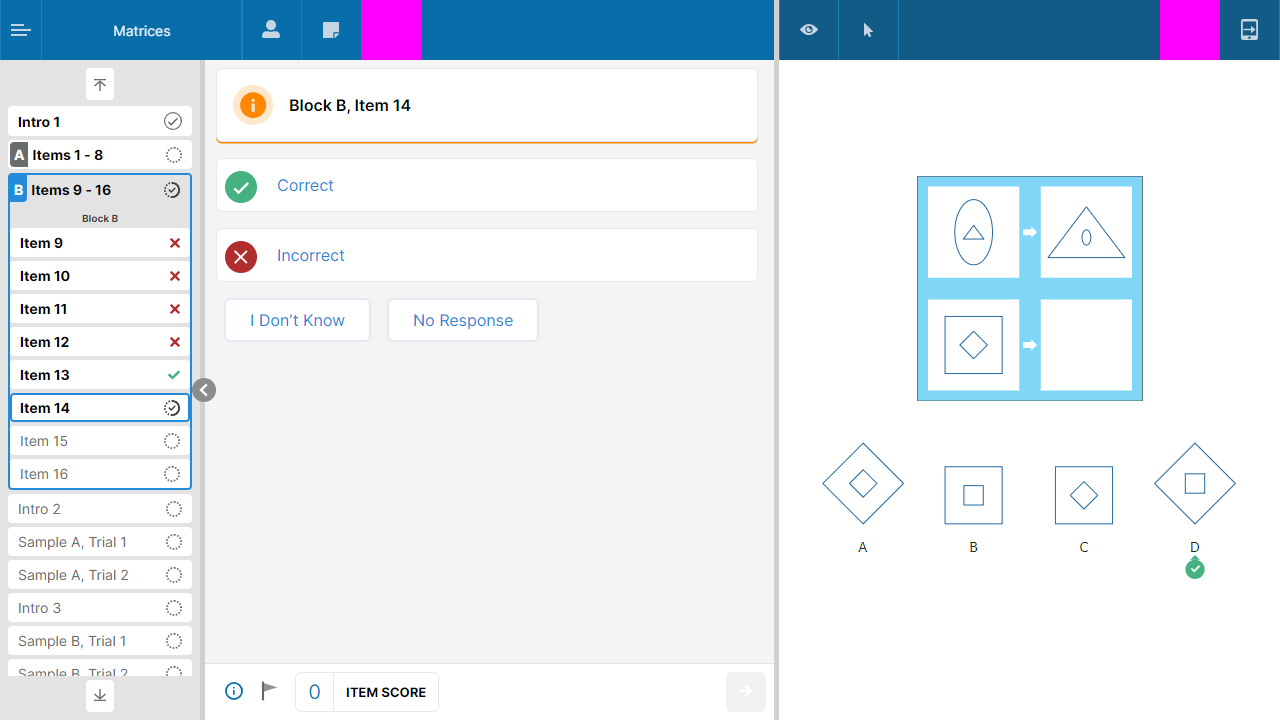 Matrices
Intro 1
A Items 1 - 8
B Items 9 - 16
Block B
Item 9
Item 10
Item 11
Item 12
Item 13
Item 14
Item 15
Item 16
Intro 2
Sample A, Trial 1
Sample A, Trial 2
Intro 3
Sample B, Trial 1
Sample B, Trial 2
Block B, Item 14
Correct
Incorrect
I Don’t Know No Response
0 ITEM SCORE
A B C D